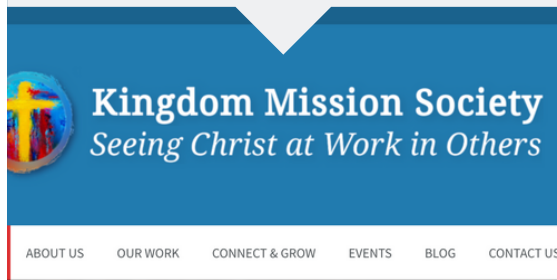 Kingdom Mission Society
Seeing Christ at Work in Others
ABOUT US OUR WORK CONNECT & GROW EVENTS BLOG CONTACT US